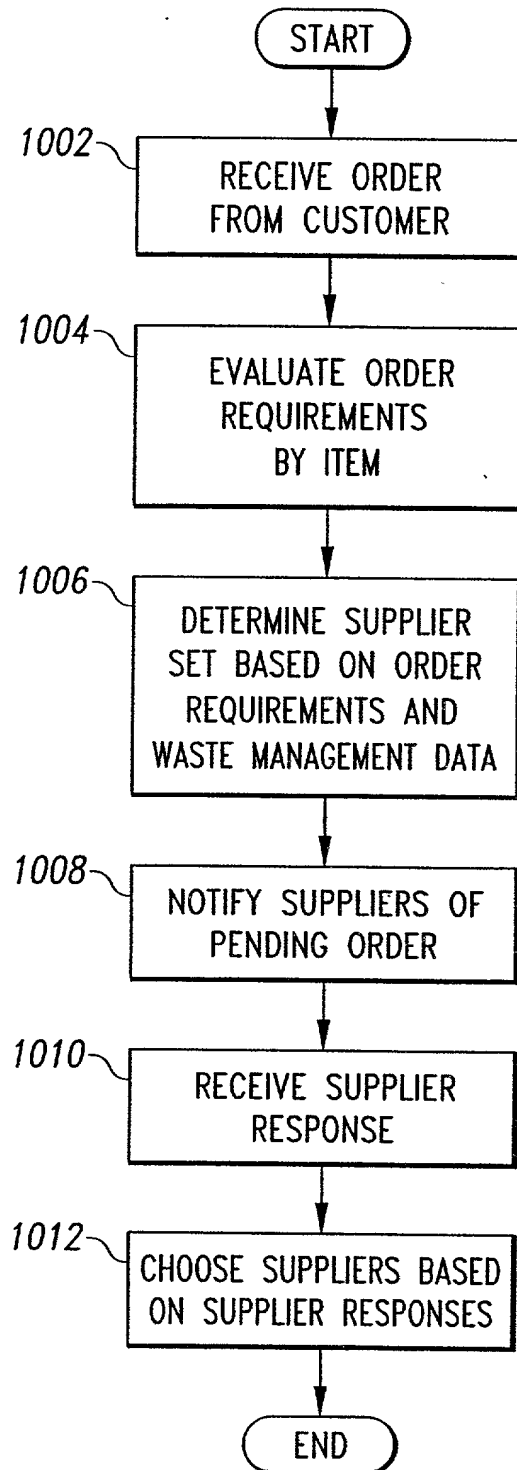 START
1002
RECEIVE ORDER
FROM CUSTOMER
1004
EVALUATE ORDER
REQUIREMENTS
BY ITEM
1006
DETERMINE SUPPLIER
SET BASED ON ORDER
REQUIREMENTS AND
WASTE MANAGEMENT DATA
1008
NOTIFY SUPPLIERS OF
PENDING ORDER
1010
RECEIVE SUPPLIER
RESPONSE
1012
CHOOSE SUPPLIERS BASED
ON SUPPLIER RESPONSES
END